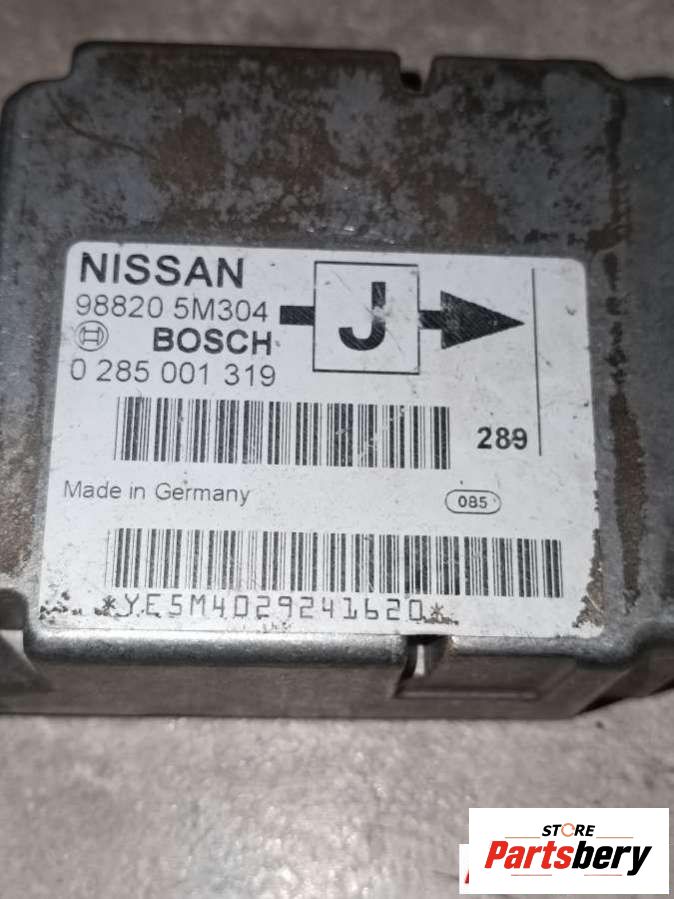 NISSAN
98820 5M304
J
BOSCH
0 285 001 319
289
Made in Germany
085
*YE5M4029241620*
STORE
Partsbery